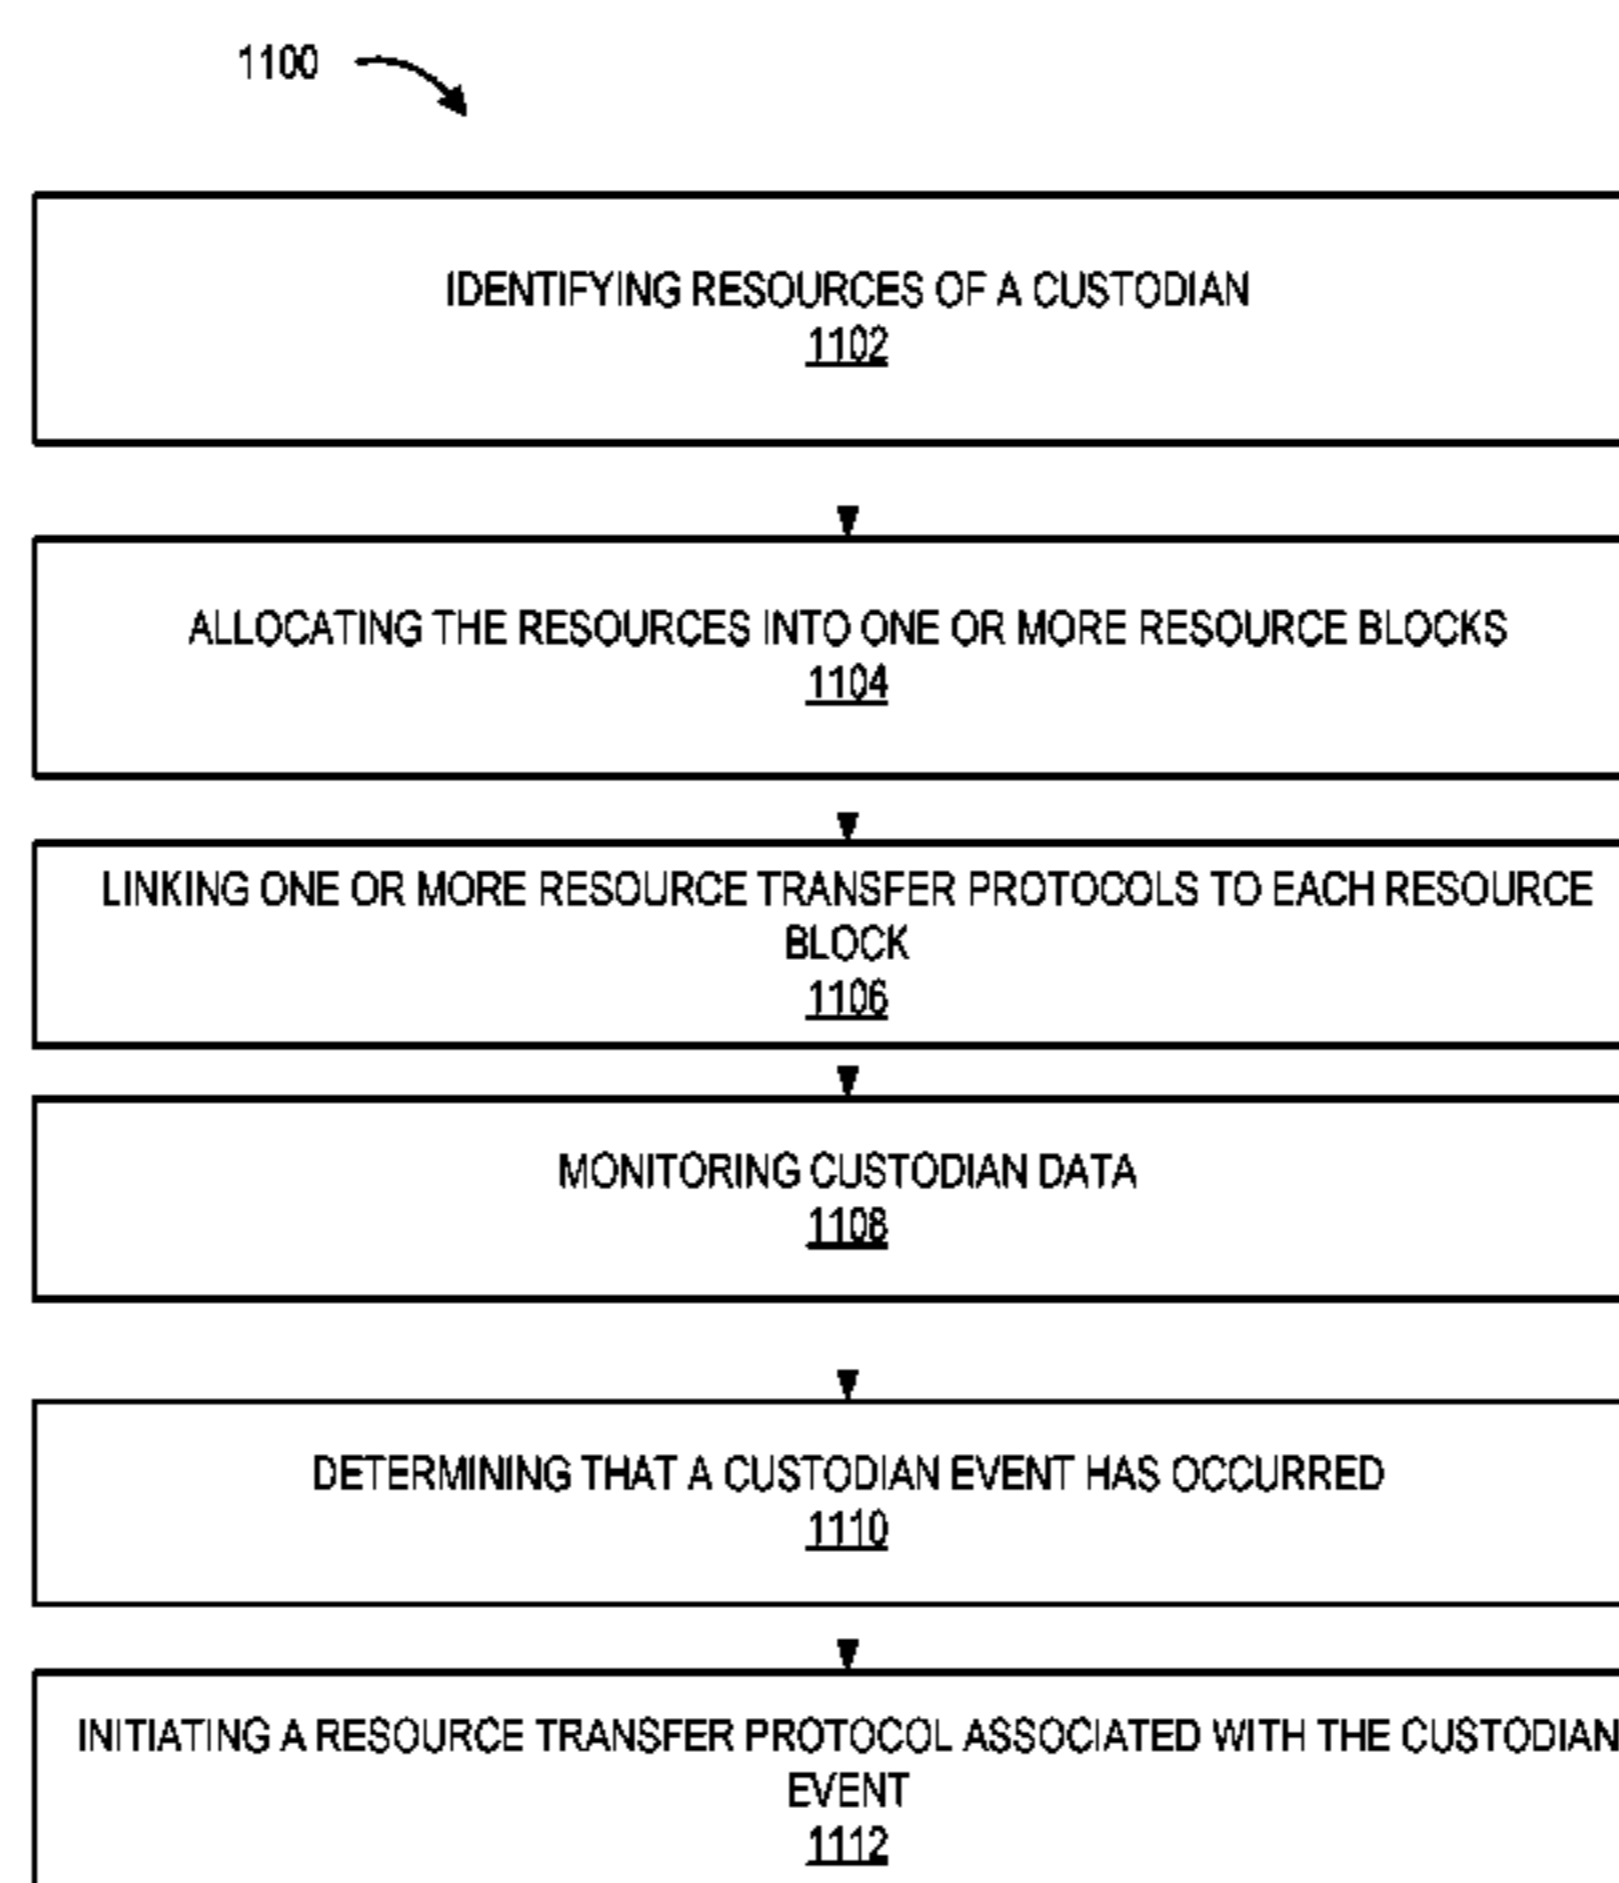 1100
IDENTIFYING RESOURCES OF A CUSTODIAN
1102
ALLOCATING THE RESOURCES INTO ONE OR MORE RESOURCE BLOCKS
1104
LINKING ONE OR MORE RESOURCE TRANSFER PROTOCOLS TO EACH RESOURCE
BLOCK
1106
MONITORING CUSTODIAN DATA
1108
DETERMINING THAT A CUSTODIAN EVENT HAS OCCURRED
1110
INITIATING A RESOURCE TRANSFER PROTOCOL ASSOCIATED WITH THE CUSTODIAN
EVENT
1112